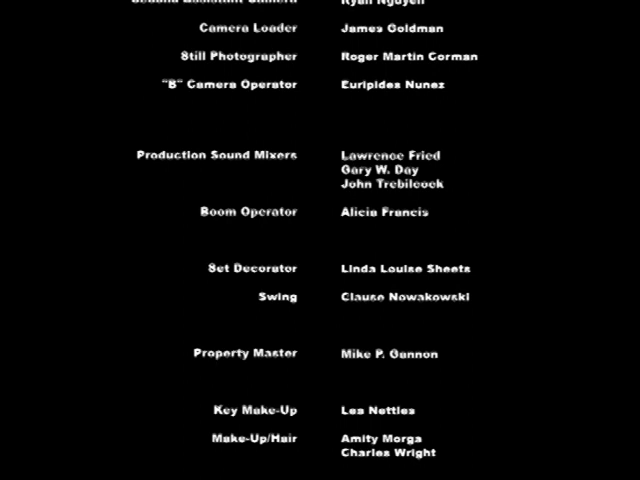 Second Assistant Camera Ryan Nguyen
Camera Loader James Goldman
Still Photographer Roger Martin Corman
"B" Camera Operator Euripides Nunez
Production Sound Mixers Lawrence Fried
Gary W. Day
John Trebilcock
Boom Operator Alicia Francis
Set Decorator Linda Louise Sheets
Swing Clause Nowakowski
Property Master Mike P. Gannon
Key Make-Up Lea Nettles
Make-Up/Hair Amity Morga
Charles Wright